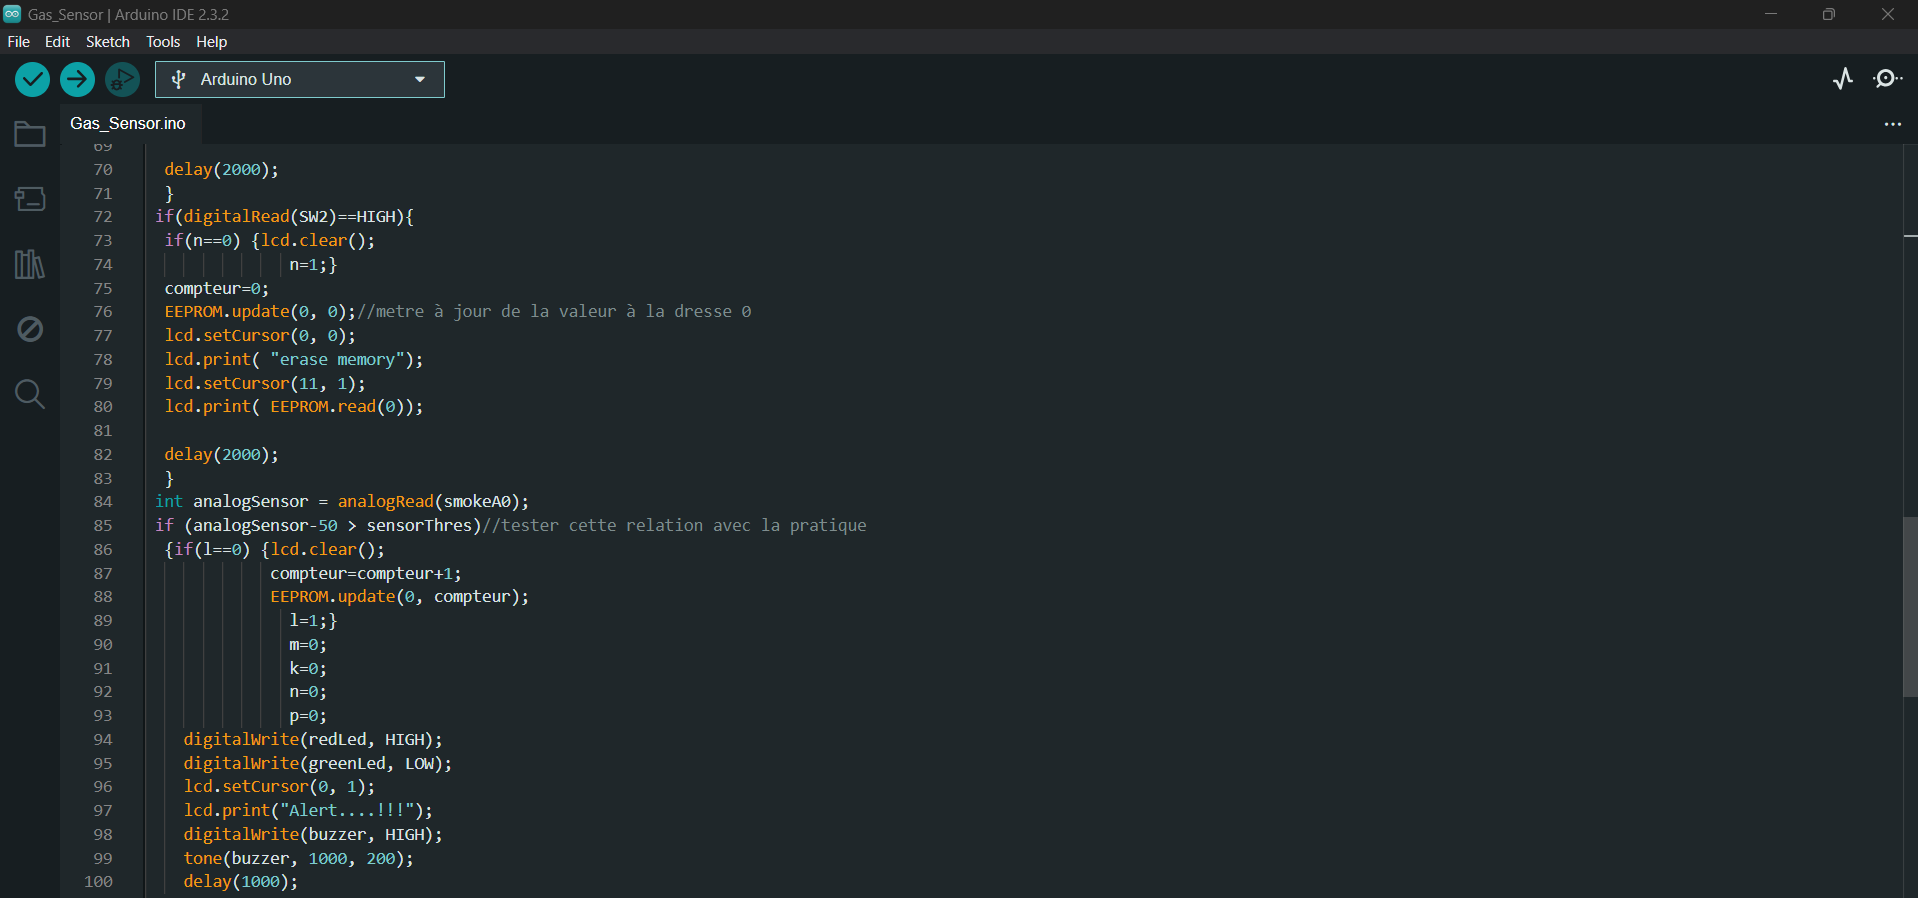 Gas_Sensor | Arduino IDE 2.3.2
File Edit Sketch Tools Help
Arduino Uno
Gas_Sensor.ino
69
70 delay(2000);
71 }
72 if(digitalRead(SW2)==HIGH){
73 if(n==0) {lcd.clear();
74 n=1;}
75 compteur=0;
76 EEPROM.update(0, 0);//metre à jour de la valeur à la dresse 0
77 lcd.setCursor(0, 0);
78 lcd.print( "erase memory");
79 lcd.setCursor(11, 1);
80 lcd.print( EEPROM.read(0));
81
82 delay(2000);
83 }
84 int analogSensor = analogRead(smokeA0);
85 if (analogSensor-50 > sensorThres)//tester cette relation avec la pratique
86 {if(l==0) {lcd.clear();
87 compteur=compteur+1;
88 EEPROM.update(0, compteur);
89 l=1;}
90 m=0;
91 k=0;
92 n=0;
93 p=0;
94 digitalWrite(redLed, HIGH);
95 digitalWrite(greenLed, LOW);
96 lcd.setCursor(0, 1);
97 lcd.print("Alert....!!!");
98 digitalWrite(buzzer, HIGH);
99 tone(buzzer, 1000, 200);
100 delay(1000);